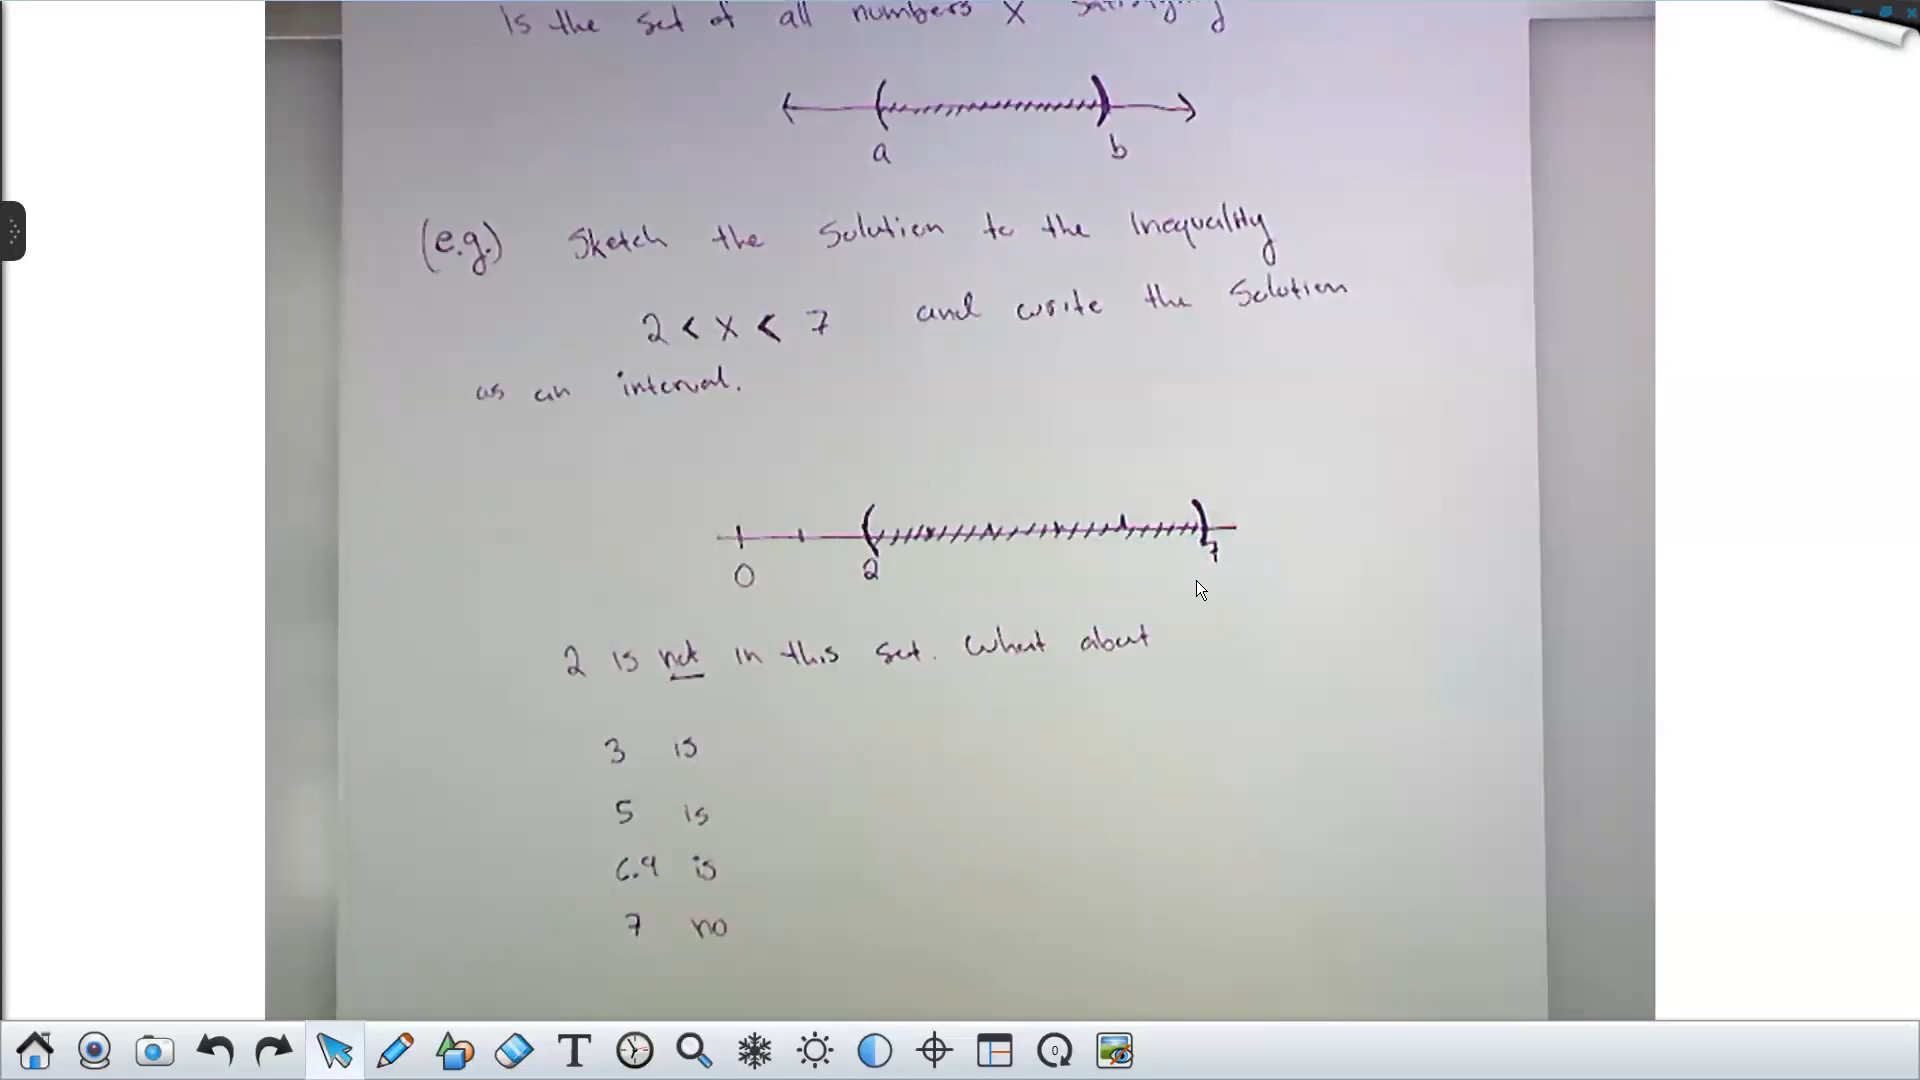 Is the set of all numbers x satisfying
a b
(e.g.) Sketch the Solution to the Inequality
2 < x < 7 and write the Solution
as an interval.
0 2 7
2 is not in this set. What about
3 is
5 is
6.9 is
7 no
T
0